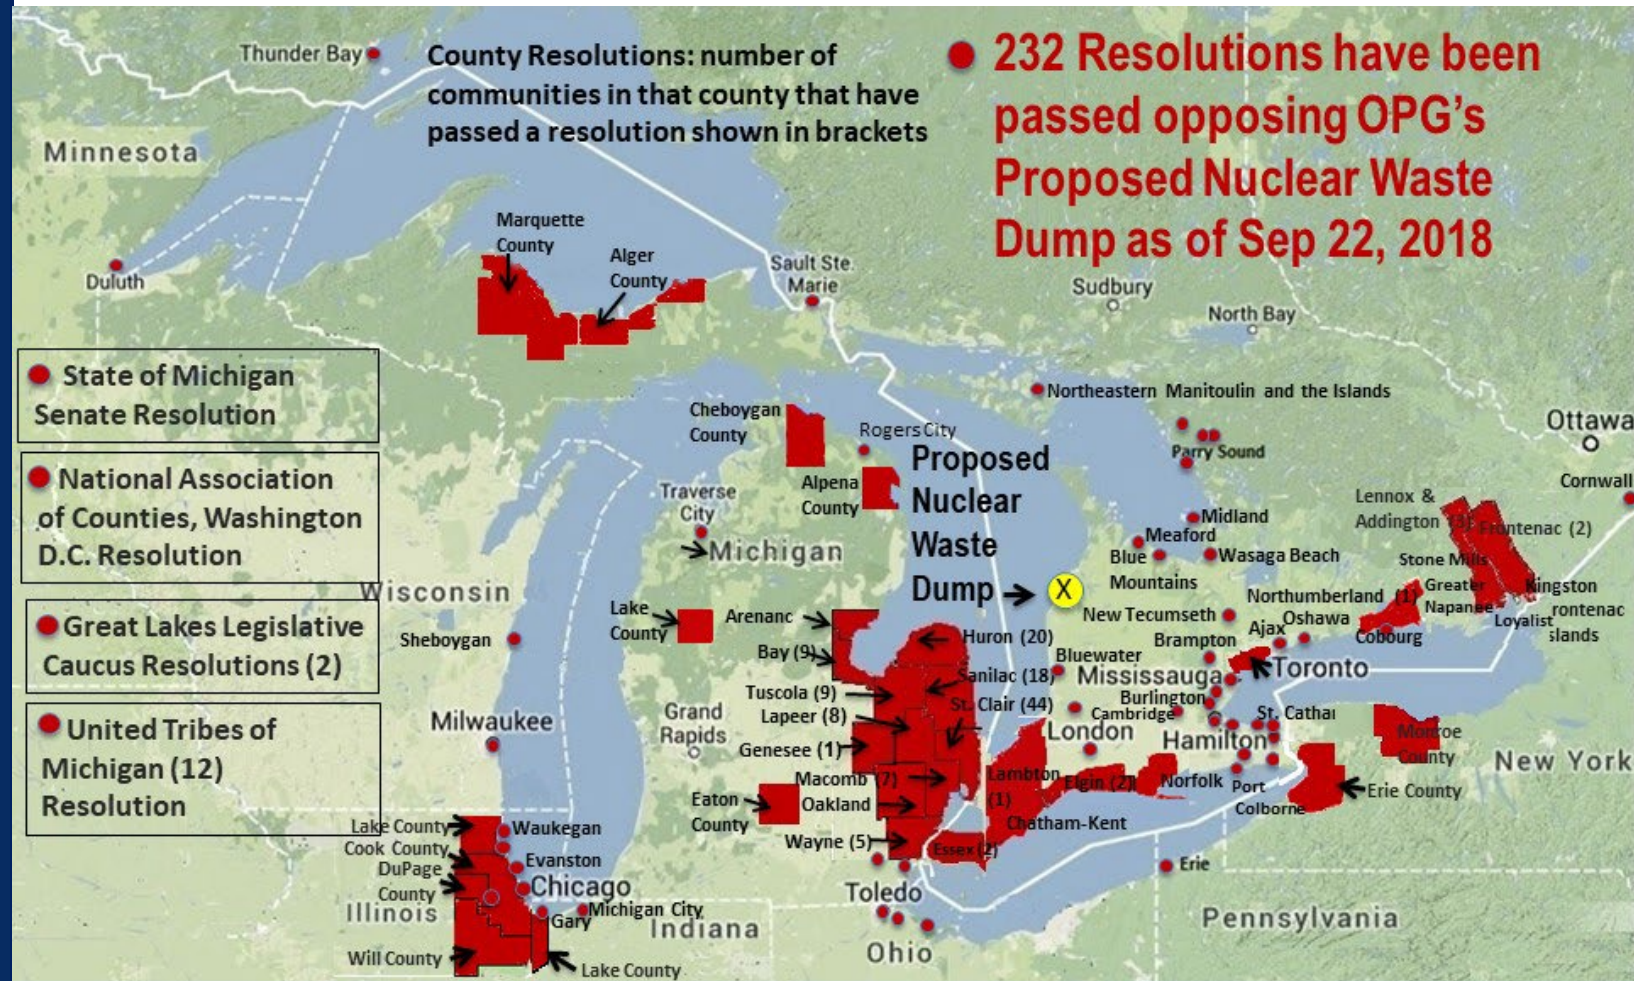 232 Resolutions have been
passed opposing OPG's
Proposed Nuclear Waste
Dump as of Sep 22, 2018
County Resolutions: number of
communities in that county that have
passed a resolution shown in brackets
Thunder Bay
Minnesota
Duluth
Marquette
County
Alger
County
Sault Ste.
Marie
Sudbury
North Bay
State of Michigan
Senate Resolution
National Association
of Counties, Washington
D.C. Resolution
Great Lakes Legislative
Caucus Resolutions (2)
United Tribes of
Michigan (12)
Resolution
Northeastern Manitoulin and the Islands
Cheboygan
County
Rogers City
Ottawa
Parry Sound
Proposed
Nuclear
Waste
Dump
X
Alpena
County
Cornwall
Traverse
City
Michigan
Lennox &
Addington (3)
Frontenac (2)
Midland
Meaford
Blue
Mountains
Wasaga Beach
Stone Mills
Greater
Napanee
Kingston
Frontenac
Islands
Loyalist
Wisconsin
Lake
County
Arenanc
Northumberland (1)
New Tecumseth
Oshawa
Ajax
Cobourg
Brampton
Sheboygan
Bay (9)
Huron (20)
Bluewater
Mississauga
Toronto
Sanilac (18)
Tuscola (9)
St. Clair (44)
Burlington
Cambridge
St. Cathar
Lapeer (8)
Grand
Rapids
Milwaukee
London
Hamilton
Monroe
County
New York
Genesee (1)
Macomb (7)
Lambton
(1)
Elgin (2)
Norfolk
Port
Colborne
Erie County
Eaton
County
Oakland
Chatham-Kent
Wayne (5)
Essex (2)
Lake County
Waukegan
Cook County
Evanston
DuPage
County
Chicago
Erie
Toledo
Illinois
Gary
Michigan City
Indiana
Pennsylvania
Ohio
Will County
Lake County